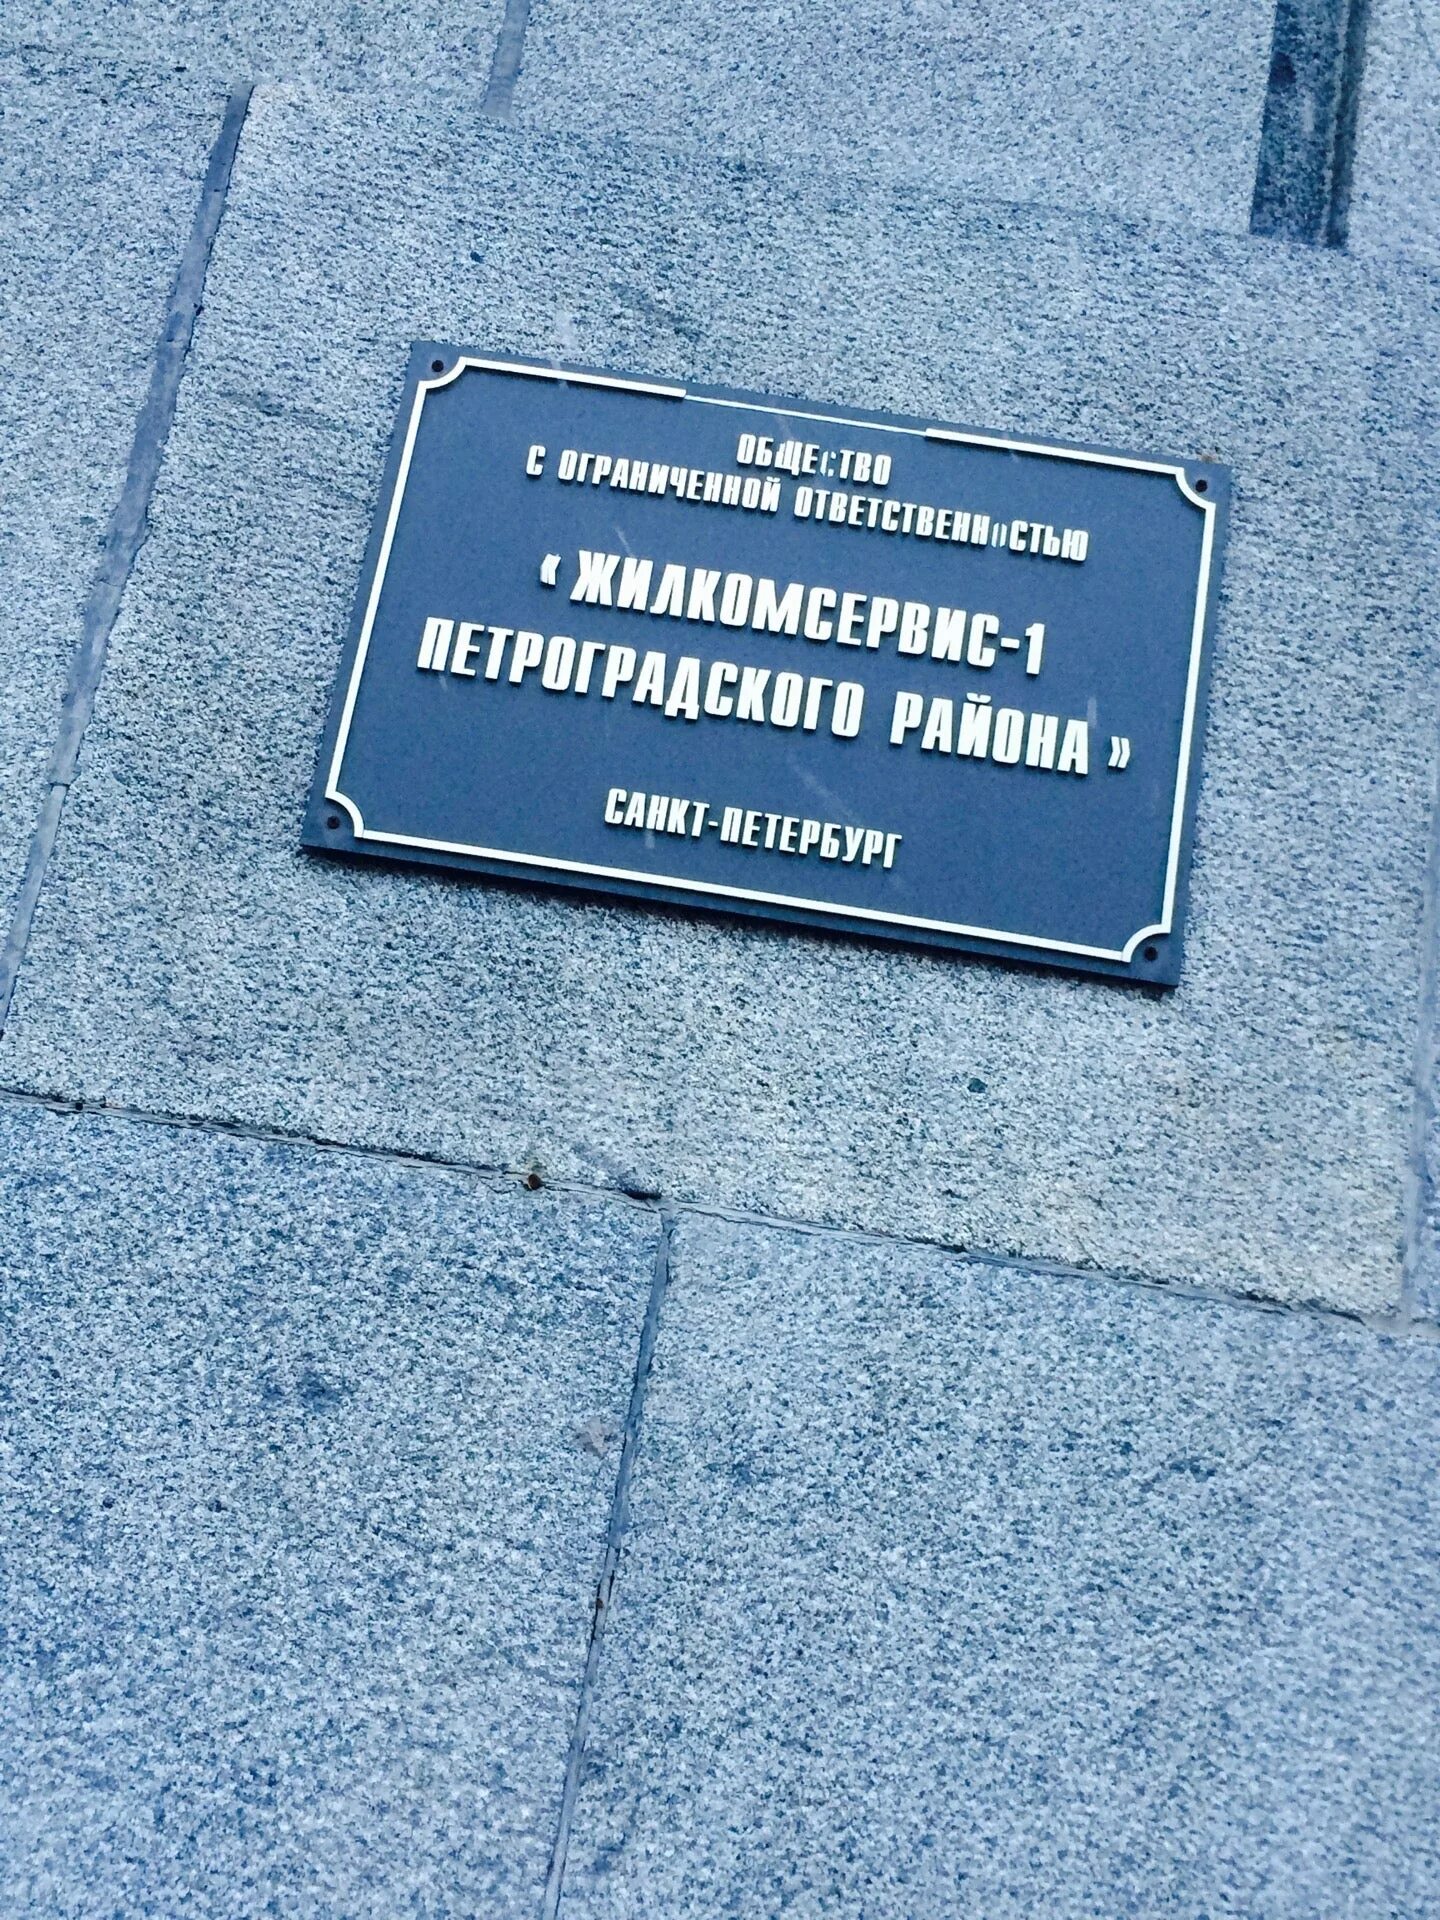 ОБЩЕСТВО
С ОГРАНИЧЕННОЙ ОТВЕТСТВЕННОСТЬЮ
« ЖИЛКОМСЕРВИС-1
ПЕТРОГРАДСКОГО РАЙОНА »
САНКТ-ПЕТЕРБУРГ